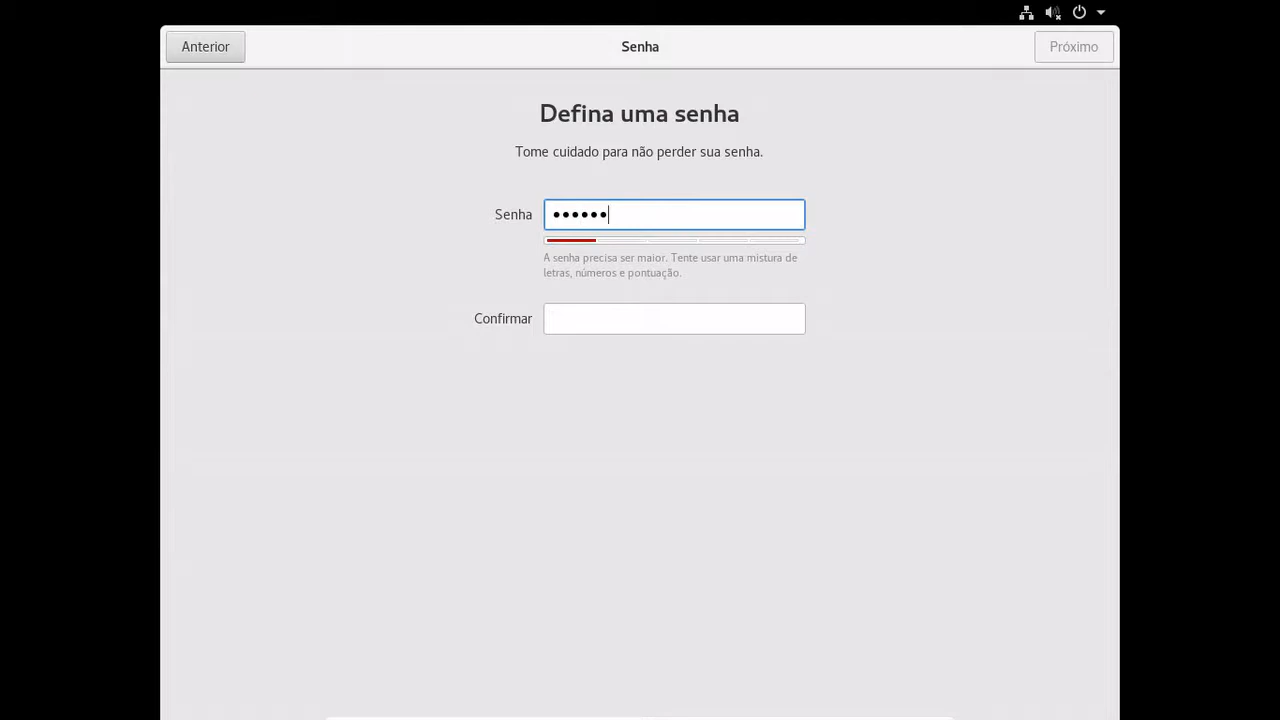 Anterior
Senha
Próximo
Defina uma senha
Tome cuidado para não perder sua senha.
Senha
●●●●●●
A senha precisa ser maior. Tente usar uma mistura de
letras, números e pontuação.
Confirmar